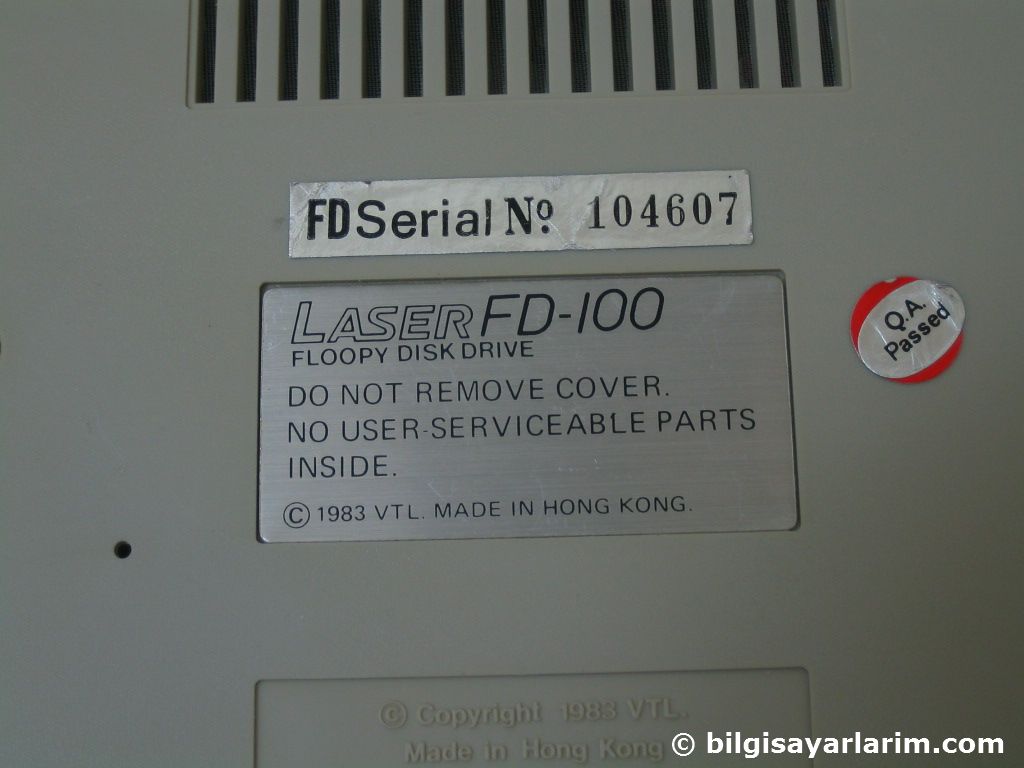 FD Serial No. 104607
LASER FD-100
FLOOPY DISK DRIVE
DO NOT REMOVE COVER.
NO USER-SERVICEABLE PARTS
INSIDE.
© 1983 VTL. MADE IN HONG KONG.
Q.A.
Passed
© Copyright 1983 VTL.
Made in Hong Kong
© bilgisayarlarim.com